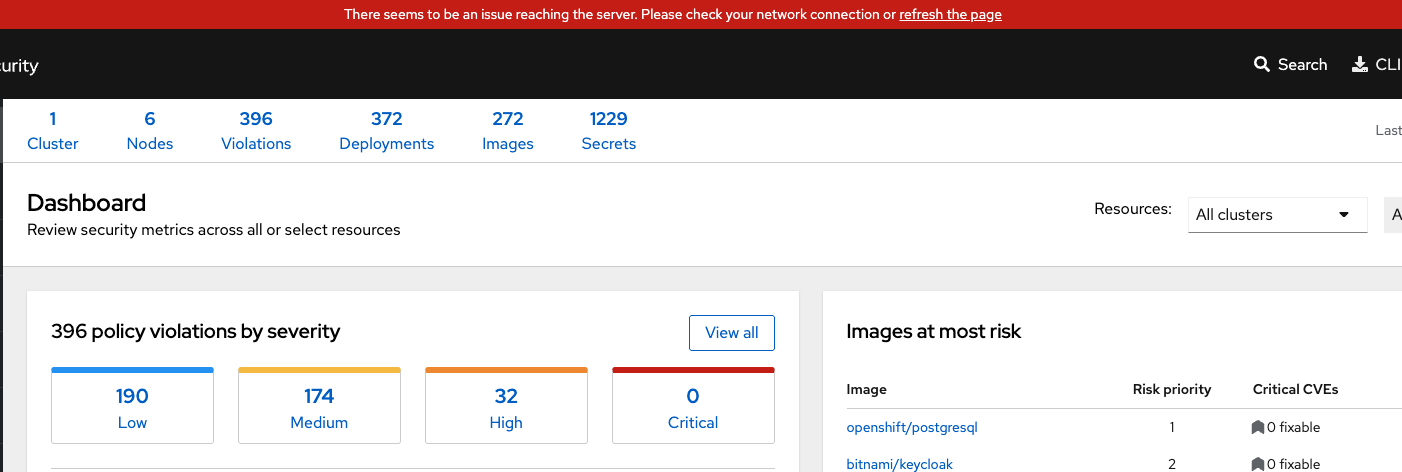 There seems to be an issue reaching the server. Please check your network connection or refresh the page
urity
Search
CLI
1 6 396 372 272 1229
Cluster Nodes Violations Deployments Images Secrets
Last
Dashboard
Review security metrics across all or select resources
Resources: All clusters A
396 policy violations by severity
View all
190 174 32 0
Low Medium High Critical
Images at most risk
Image Risk priority Critical CVEs
openshift/postgresql 1 0 fixable
bitnami/keycloak 2 0 fixable